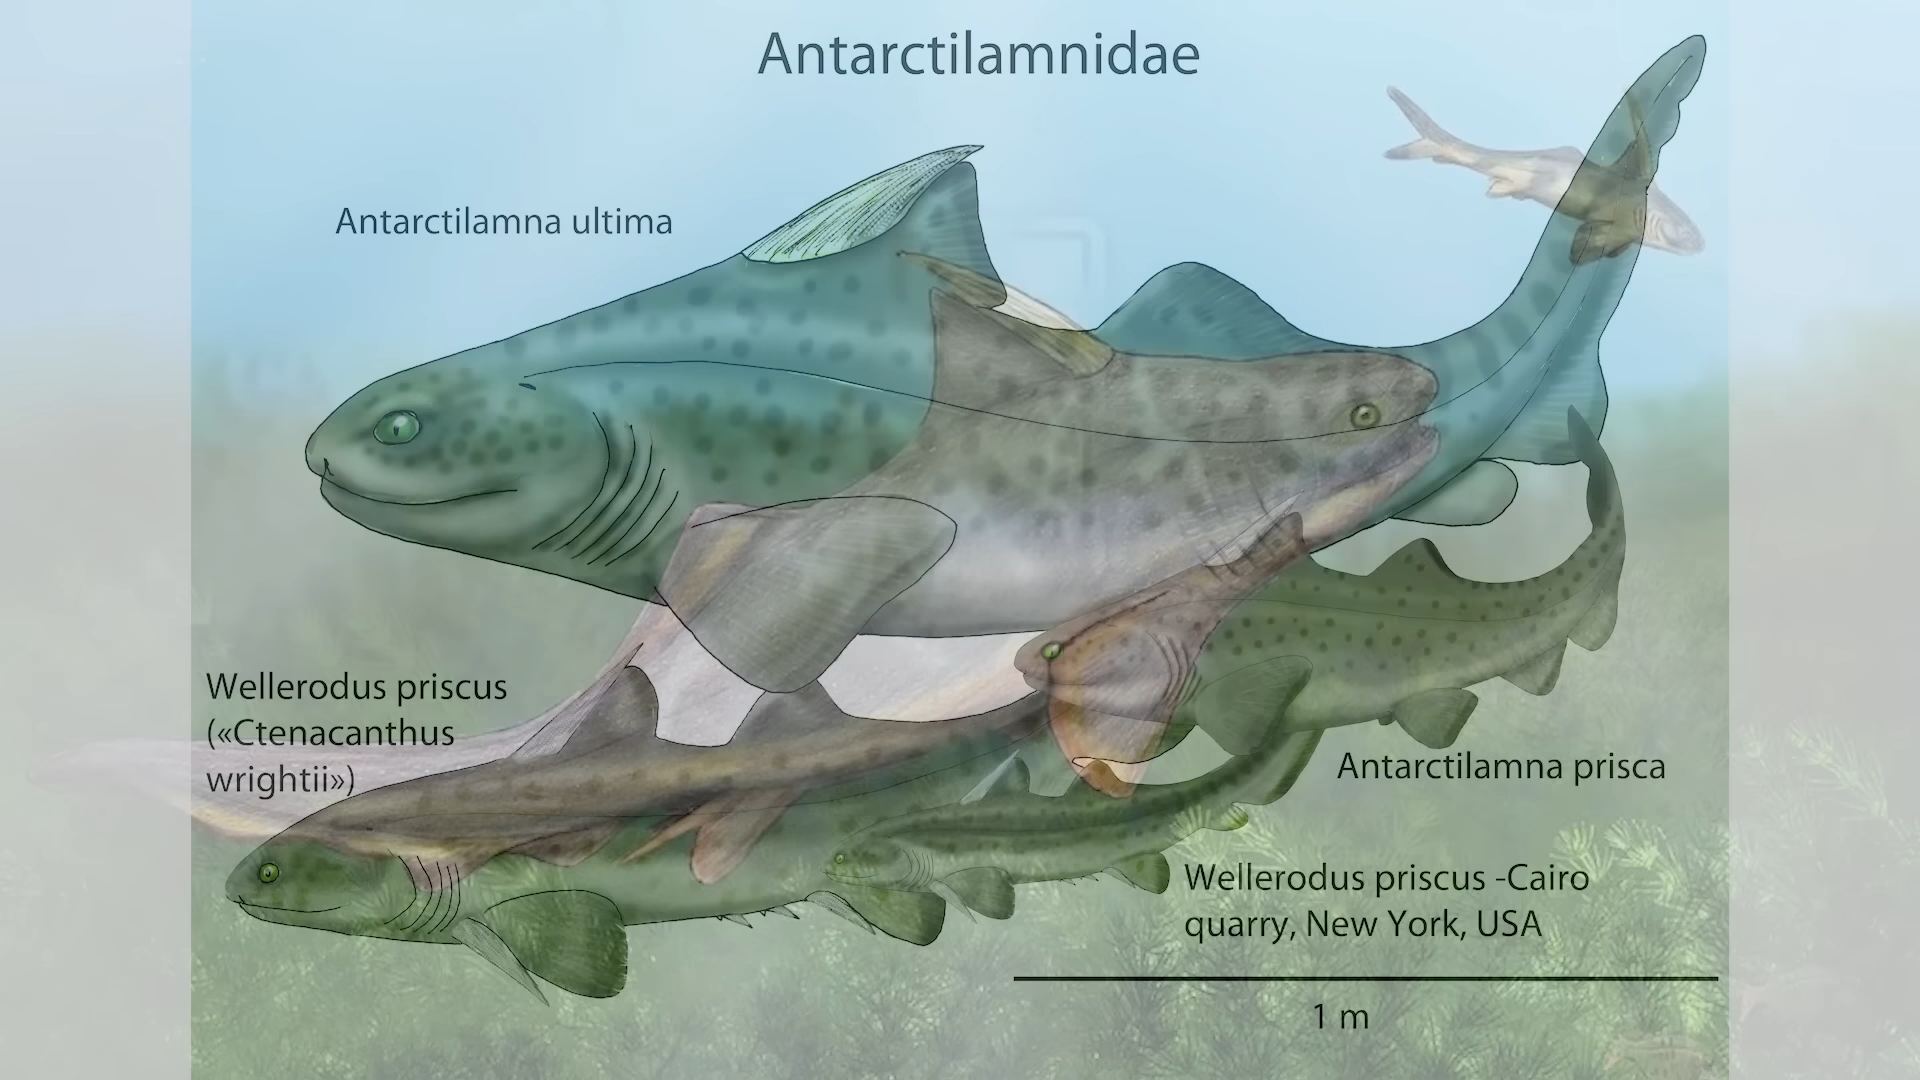 Antarctilamnidae
Antarctilamna ultima
Wellerodus priscus
(«Ctenacanthus
wrightii»)
Antarctilamna prisca
Wellerodus priscus -Cairo
quarry, New York, USA
1 m